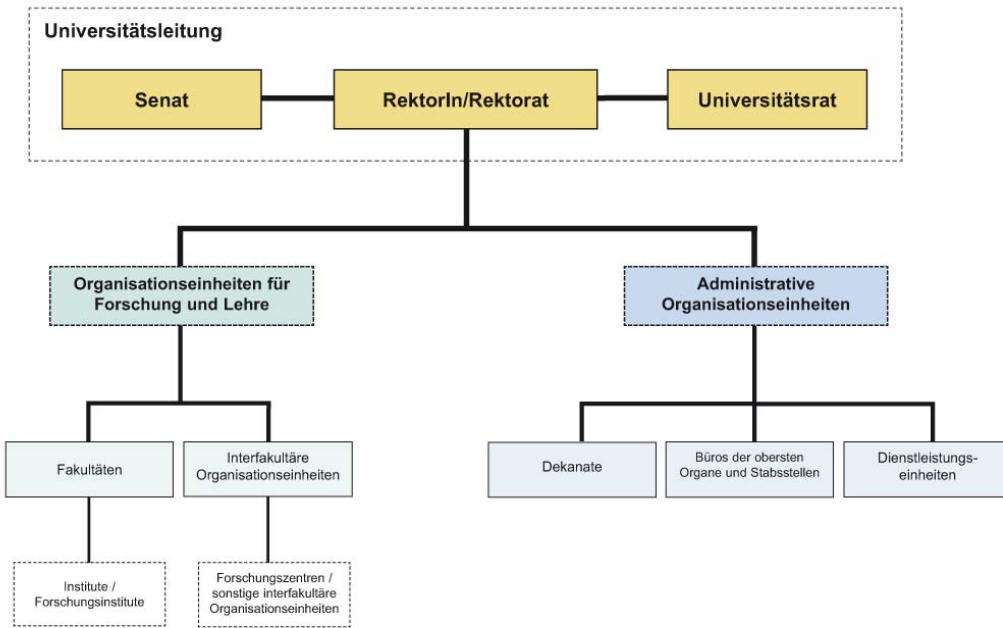 Universitätsleitung
Senat
RektorIn/Rektorat
Universitätsrat
Organisationseinheiten für
Forschung und Lehre
Administrative
Organisationseinheiten
Fakultäten
Interfakultäre
Organisationseinheiten
Dekanate
Büros der obersten
Organe und Stabsstellen
Dienstleistungs-
einheiten
Institute /
Forschungsinstitute
Forschungszentren /
sonstige interfakultäre
Organisationseinheiten